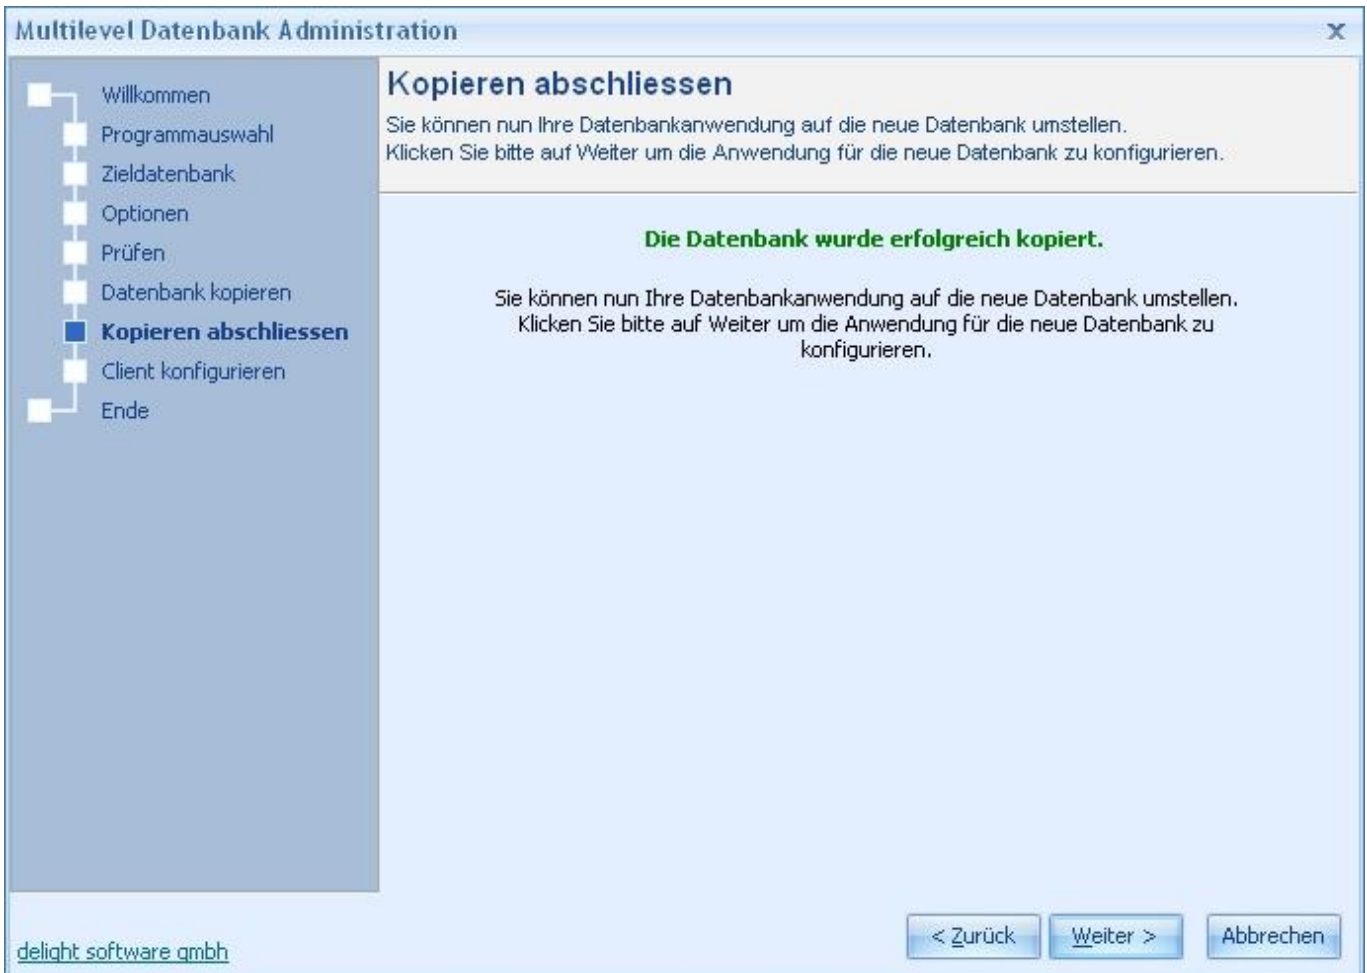 Multilevel Datenbank Administration
x
Willkommen
Programmauswahl
Zieldatenbank
Optionen
Prüfen
Datenbank kopieren
Kopieren abschliessen
Client konfigurieren
Ende
Kopieren abschliessen
Sie können nun Ihre Datenbankanwendung auf die neue Datenbank umstellen.
Klicken Sie bitte auf Weiter um die Anwendung für die neue Datenbank zu konfigurieren.
Die Datenbank wurde erfolgreich kopiert.
Sie können nun Ihre Datenbankanwendung auf die neue Datenbank umstellen.
Klicken Sie bitte auf Weiter um die Anwendung für die neue Datenbank zu
konfigurieren.
delight software gmbh
< Zurück
Weiter >
Abbrechen